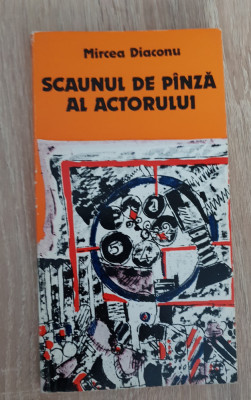 Mircea Diaconu
SCAUNUL DE PÎNZĂ
AL ACTORULUI